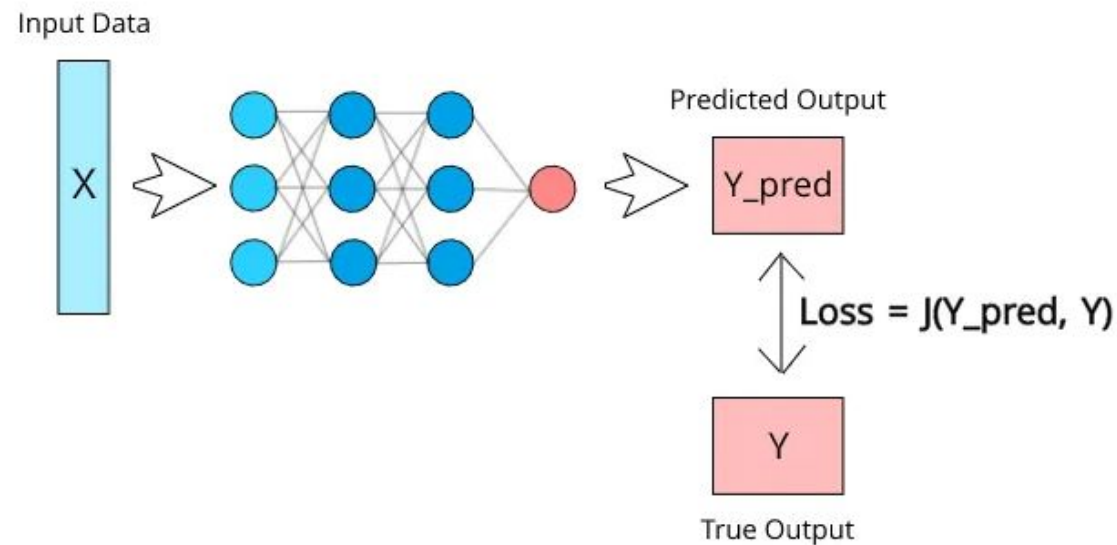 Input Data
X
Predicted Output
Y_pred
Loss = J(Y_pred, Y)
Y
True Output